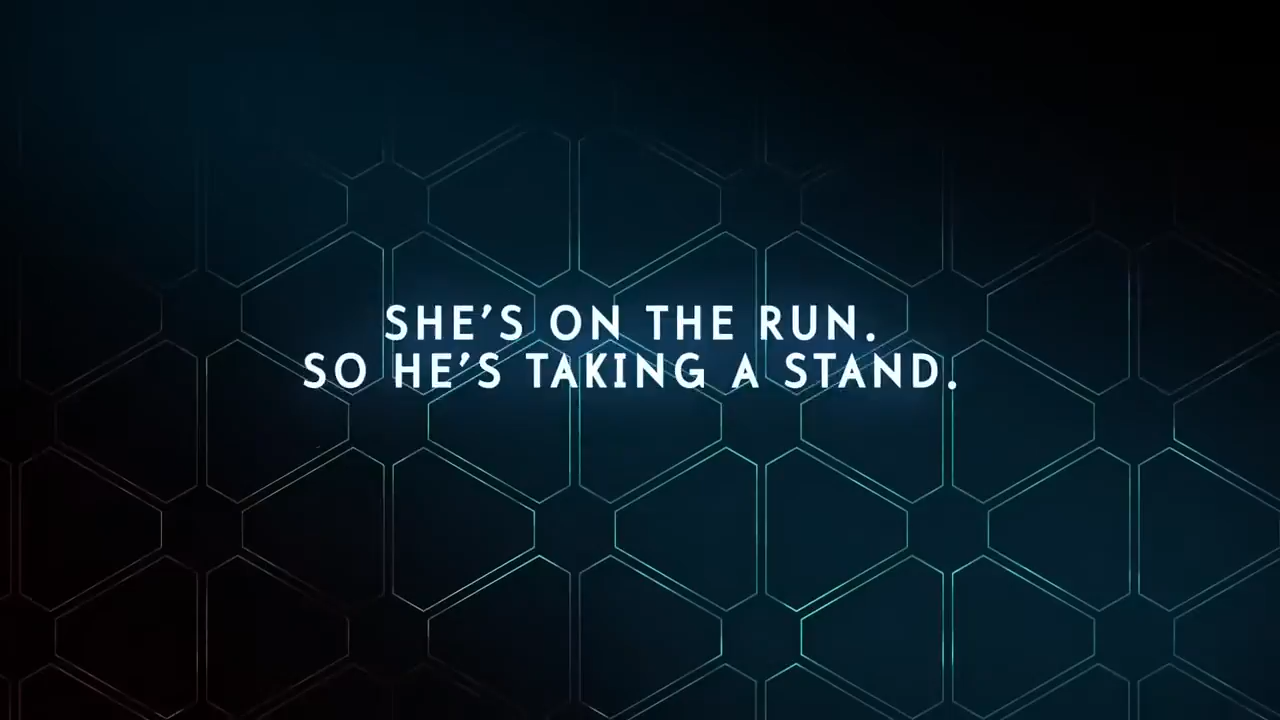 SHE’S ON THE RUN.
SO HE’S TAKING A STAND.